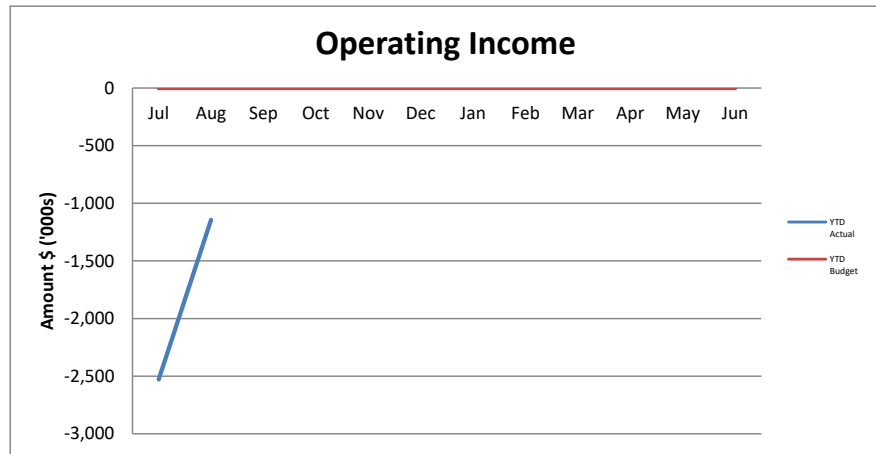 Operating Income
0
Jul Aug Sep Oct Nov Dec Jan Feb Mar Apr May Jun
-500
-1,000
-1,500
-2,000
-2,500
-3,000
Amount $ ('000s)
YTD
Actual
YTD
Budget